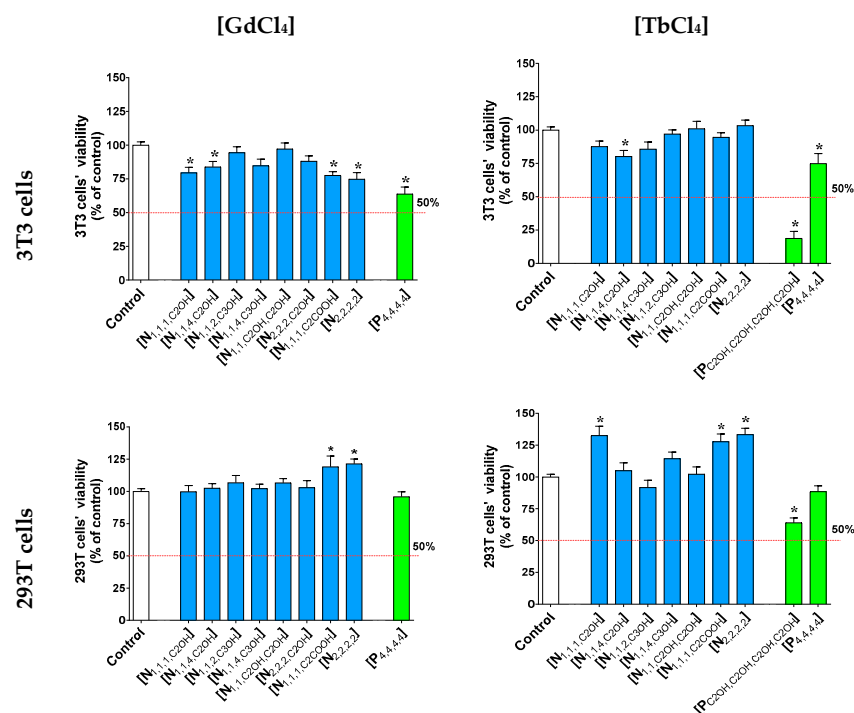 [GdCl₄]
[TbCl₄]
3T3 cells
3T3 cells' viability
(% of control)
150
125
100
75
50
25
0
* * * * *
50%
Control
[N₁,₁,₁,C2OH]
[N₁,₁,₄,C2OH]
[N₁,₁,₂,C3OH]
[N₁,₁,₄,C3OH]
[N₁,₁,C2OH,C2OH]
[N₂,₂,₂,C2OH]
[N₁,₁,₁,C2COOH]
[N₂,₂,₂,₂]
[P₄,₄,₄,₄]
3T3 cells' viability
(% of control)
150
125
100
75
50
25
0
* * *
50%
Control
[N₁,₁,₁,C2OH]
[N₁,₁,₄,C2OH]
[N₁,₁,₄,C3OH]
[N₁,₁,₂,C3OH]
[N₁,₁,C2OH,C2OH]
[N₁,₁,₁,C2COOH]
[N₂,₂,₂,₂]
[PC2OH,C2OH,C2OH,C2OH]
[P₄,₄,₄,₄]
293T cells
293T cells' viability
(% of control)
150
125
100
75
50
25
0
* *
50%
Control
[N₁,₁,₁,C2OH]
[N₁,₁,₄,C2OH]
[N₁,₁,₂,C3OH]
[N₁,₁,₄,C3OH]
[N₁,₁,C2OH,C2OH]
[N₂,₂,₂,C2OH]
[N₁,₁,₁,C2COOH]
[N₂,₂,₂,₂]
[P₄,₄,₄,₄]
293T cells' viability
(% of control)
150
125
100
75
50
25
0
* * * *
50%
Control
[N₁,₁,₁,C2OH]
[N₁,₁,₄,C2OH]
[N₁,₁,₂,C3OH]
[N₁,₁,₄,C3OH]
[N₁,₁,C2OH,C2OH]
[N₁,₁,₁,C2COOH]
[N₂,₂,₂,₂]
[PC2OH,C2OH,C2OH,C2OH]
[P₄,₄,₄,₄]